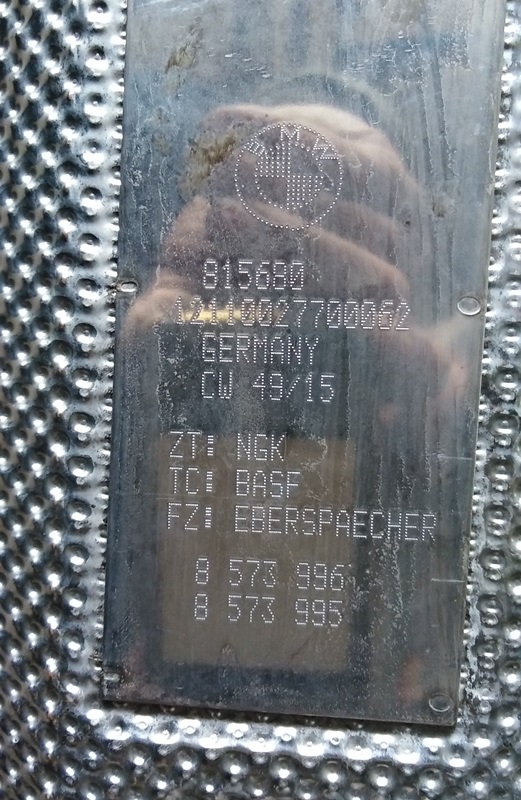 B.M.W.
815680
12110027700062
GERMANY
CW 49/15
ZT: NGK
TC: BASF
FZ: EBERSPAECHER
8 573 996
8 573 995